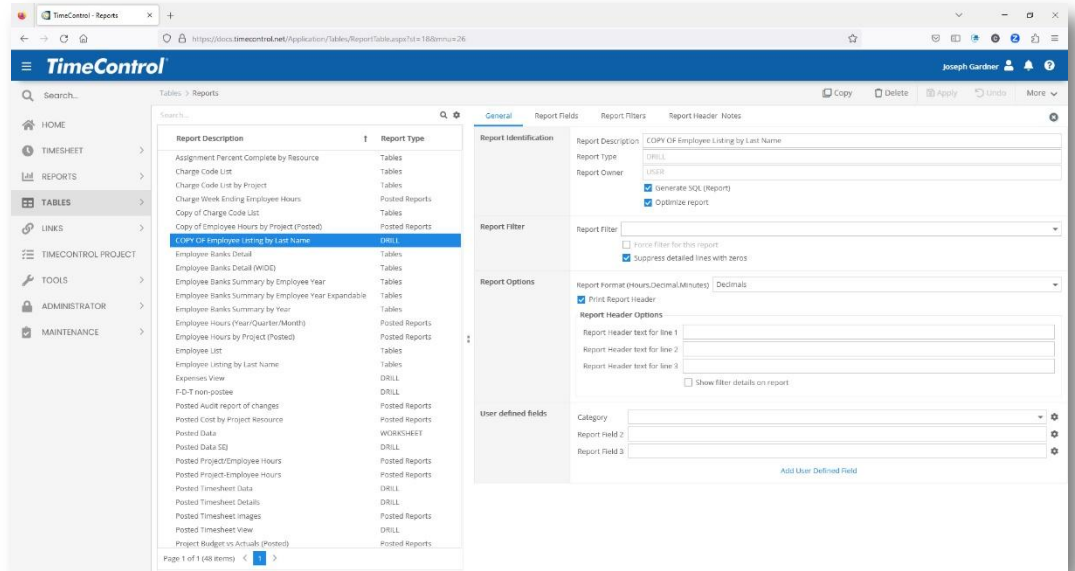 TimeControl - Reports
https://docs.timecontrol.net/Application/Tables/ReportTable.aspx?st=188&mnu=26
TimeControl
Joseph Gardner
Search...
Tables > Reports
Copy Delete Apply Undo More
HOME
TIMESHEET
REPORTS
TABLES
LINKS
TIMECONTROL PROJECT
TOOLS
ADMINISTRATOR
MAINTENANCE
Search...
Report Description Report Type
Assignment Percent Complete by Resource Tables
Charge Code List Tables
Charge Code List by Project Tables
Charge Week Ending Employee Hours Posted Reports
Copy of Charge Code List Tables
Copy of Employee Hours by Project (Posted) Posted Reports
COPY OF Employee Listing by Last Name DRILL
Employee Banks Detail Tables
Employee Banks Detail (WIDE) Tables
Employee Banks Summary by Employee Year Tables
Employee Banks Summary by Employee Year Expandable Tables
Employee Banks Summary by Year Tables
Employee Hours (Year/Quarter/Month) Posted Reports
Employee Hours by Project (Posted) Posted Reports
Employee List Tables
Employee Listing by Last Name Tables
Expenses View DRILL
F-D-T non-postee DRILL
Posted Audit report of changes Posted Reports
Posted Cost by Project Resource Posted Reports
Posted Data WORKSHEET
Posted Data SEJ DRILL
Posted Project/Employee Hours Posted Reports
Posted Project-Employee Hours Posted Reports
Posted Timesheet Data DRILL
Posted Timesheet Details DRILL
Posted Timesheet Images Posted Reports
Posted Timesheet View DRILL
Project Budget vs Actuals (Posted) Posted Reports
Page 1 of 1 (48 items) 1
General Report Fields Report Filters Report Header Notes
Report Identification
Report Description COPY OF Employee Listing by Last Name
Report Type DRILL
Report Owner USER
Generate SQL (Report)
Optimize report
Report Filter
Report Filter
Force filter for this report
Suppress detailed lines with zeros
Report Options
Report Format (Hours,Decimal,Minutes) Decimals
Print Report Header
Report Header Options
Report Header text for line 1
Report Header text for line 2
Report Header text for line 3
Show filter details on report
User defined fields
Category
Report Field 2
Report Field 3
Add User Defined Field